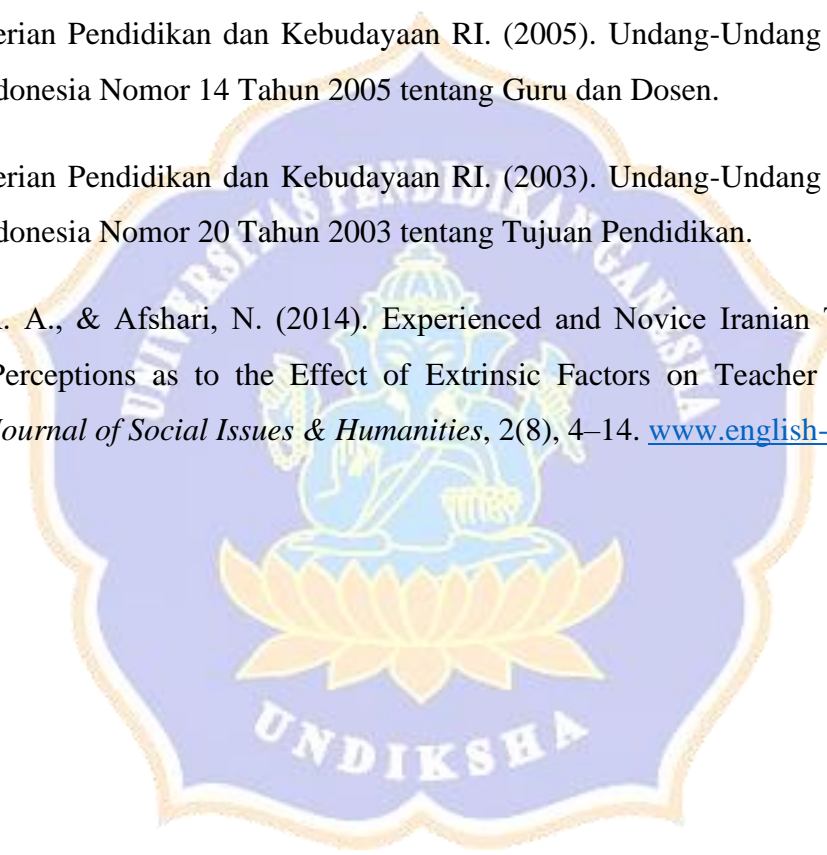 erian Pendidikan dan Kebudayaan RI. (2005). Undang-Undang
donesia Nomor 14 Tahun 2005 tentang Guru dan Dosen.
erian Pendidikan dan Kebudayaan RI. (2003). Undang-Undang
donesia Nomor 20 Tahun 2003 tentang Tujuan Pendidikan.
. A., & Afshari, N. (2014). Experienced and Novice Iranian
Perceptions as to the Effect of Extrinsic Factors on Teacher
Journal of Social Issues & Humanities, 2(8), 4–14. www.english-
UNIVERSITAS PENDIDIKAN GANESHA
UNDIKSHA